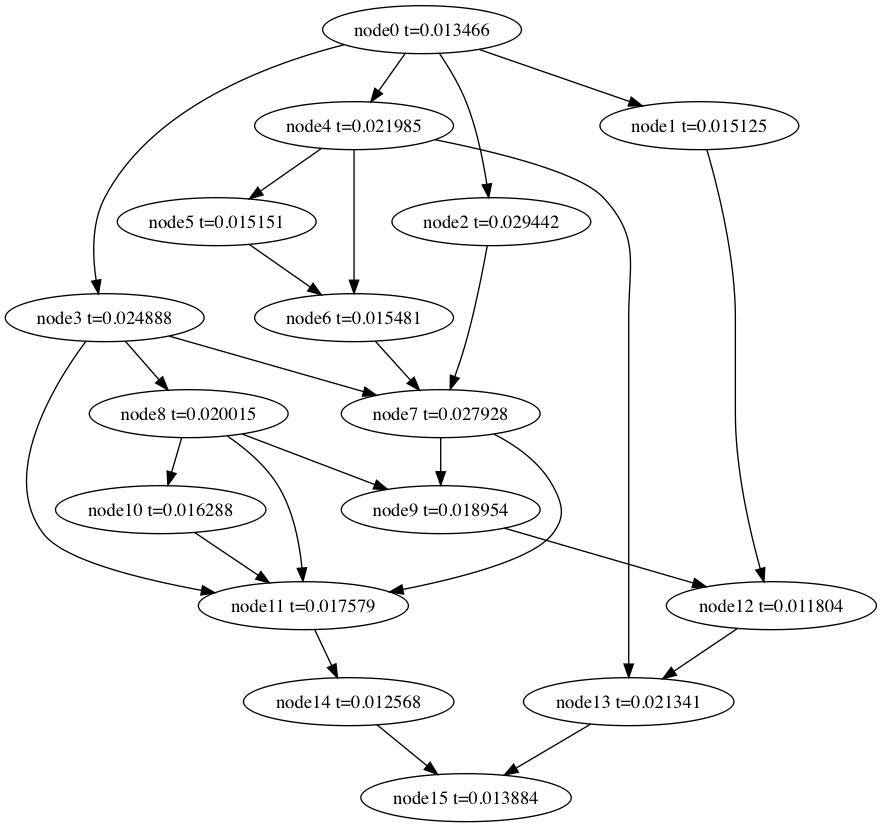 node0 t=0.013466
node4 t=0.021985
node1 t=0.015125
node5 t=0.015151
node2 t=0.029442
node3 t=0.024888
node6 t=0.015481
node8 t=0.020015
node7 t=0.027928
node10 t=0.016288
node9 t=0.018954
node11 t=0.017579
node12 t=0.011804
node14 t=0.012568
node13 t=0.021341
node15 t=0.013884